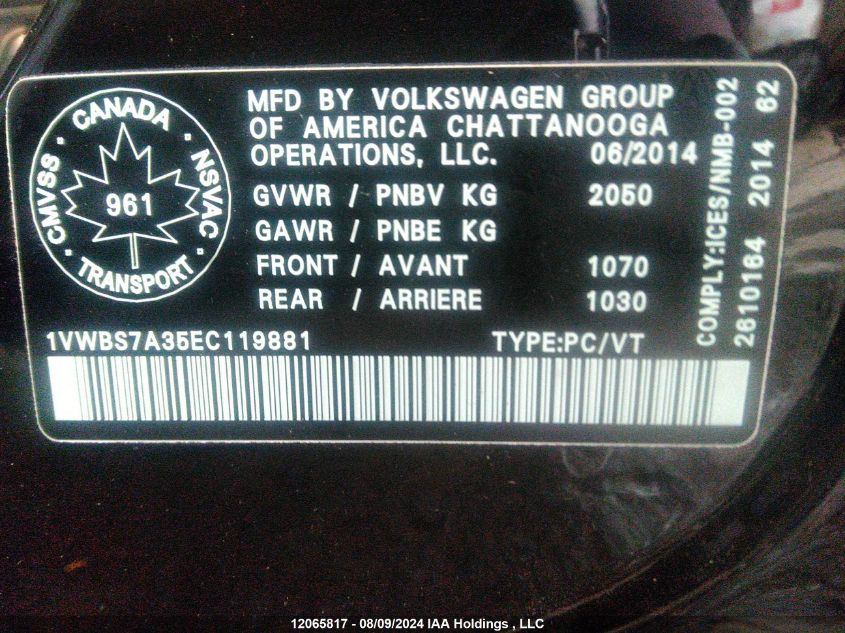 CANADA
CMVSS
NSVAC
961
TRANSPORT
MFD BY VOLKSWAGEN GROUP
OF AMERICA CHATTANOOGA
OPERATIONS, LLC. 06/2014
GVWR / PNBV KG 2050
GAWR / PNBE KG
FRONT / AVANT 1070
REAR / ARRIERE 1030
1VWBS7A35EC119881 TYPE:PC/VT
COMPLY:ICES/NMB-002
2610164 2014 62
12065817 - 08/09/2024 IAA Holdings , LLC